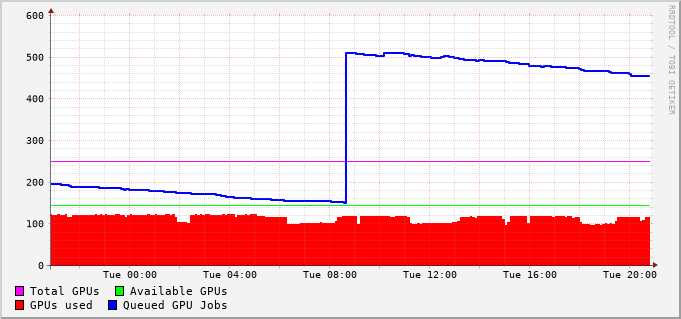 600
500
400
300
200
100
0
Tue 00:00 Tue 04:00 Tue 08:00 Tue 12:00 Tue 16:00 Tue 20:00
Total GPUs Available GPUs
GPUs used Queued GPU Jobs
RRDTOOL / TOBI OETIKER